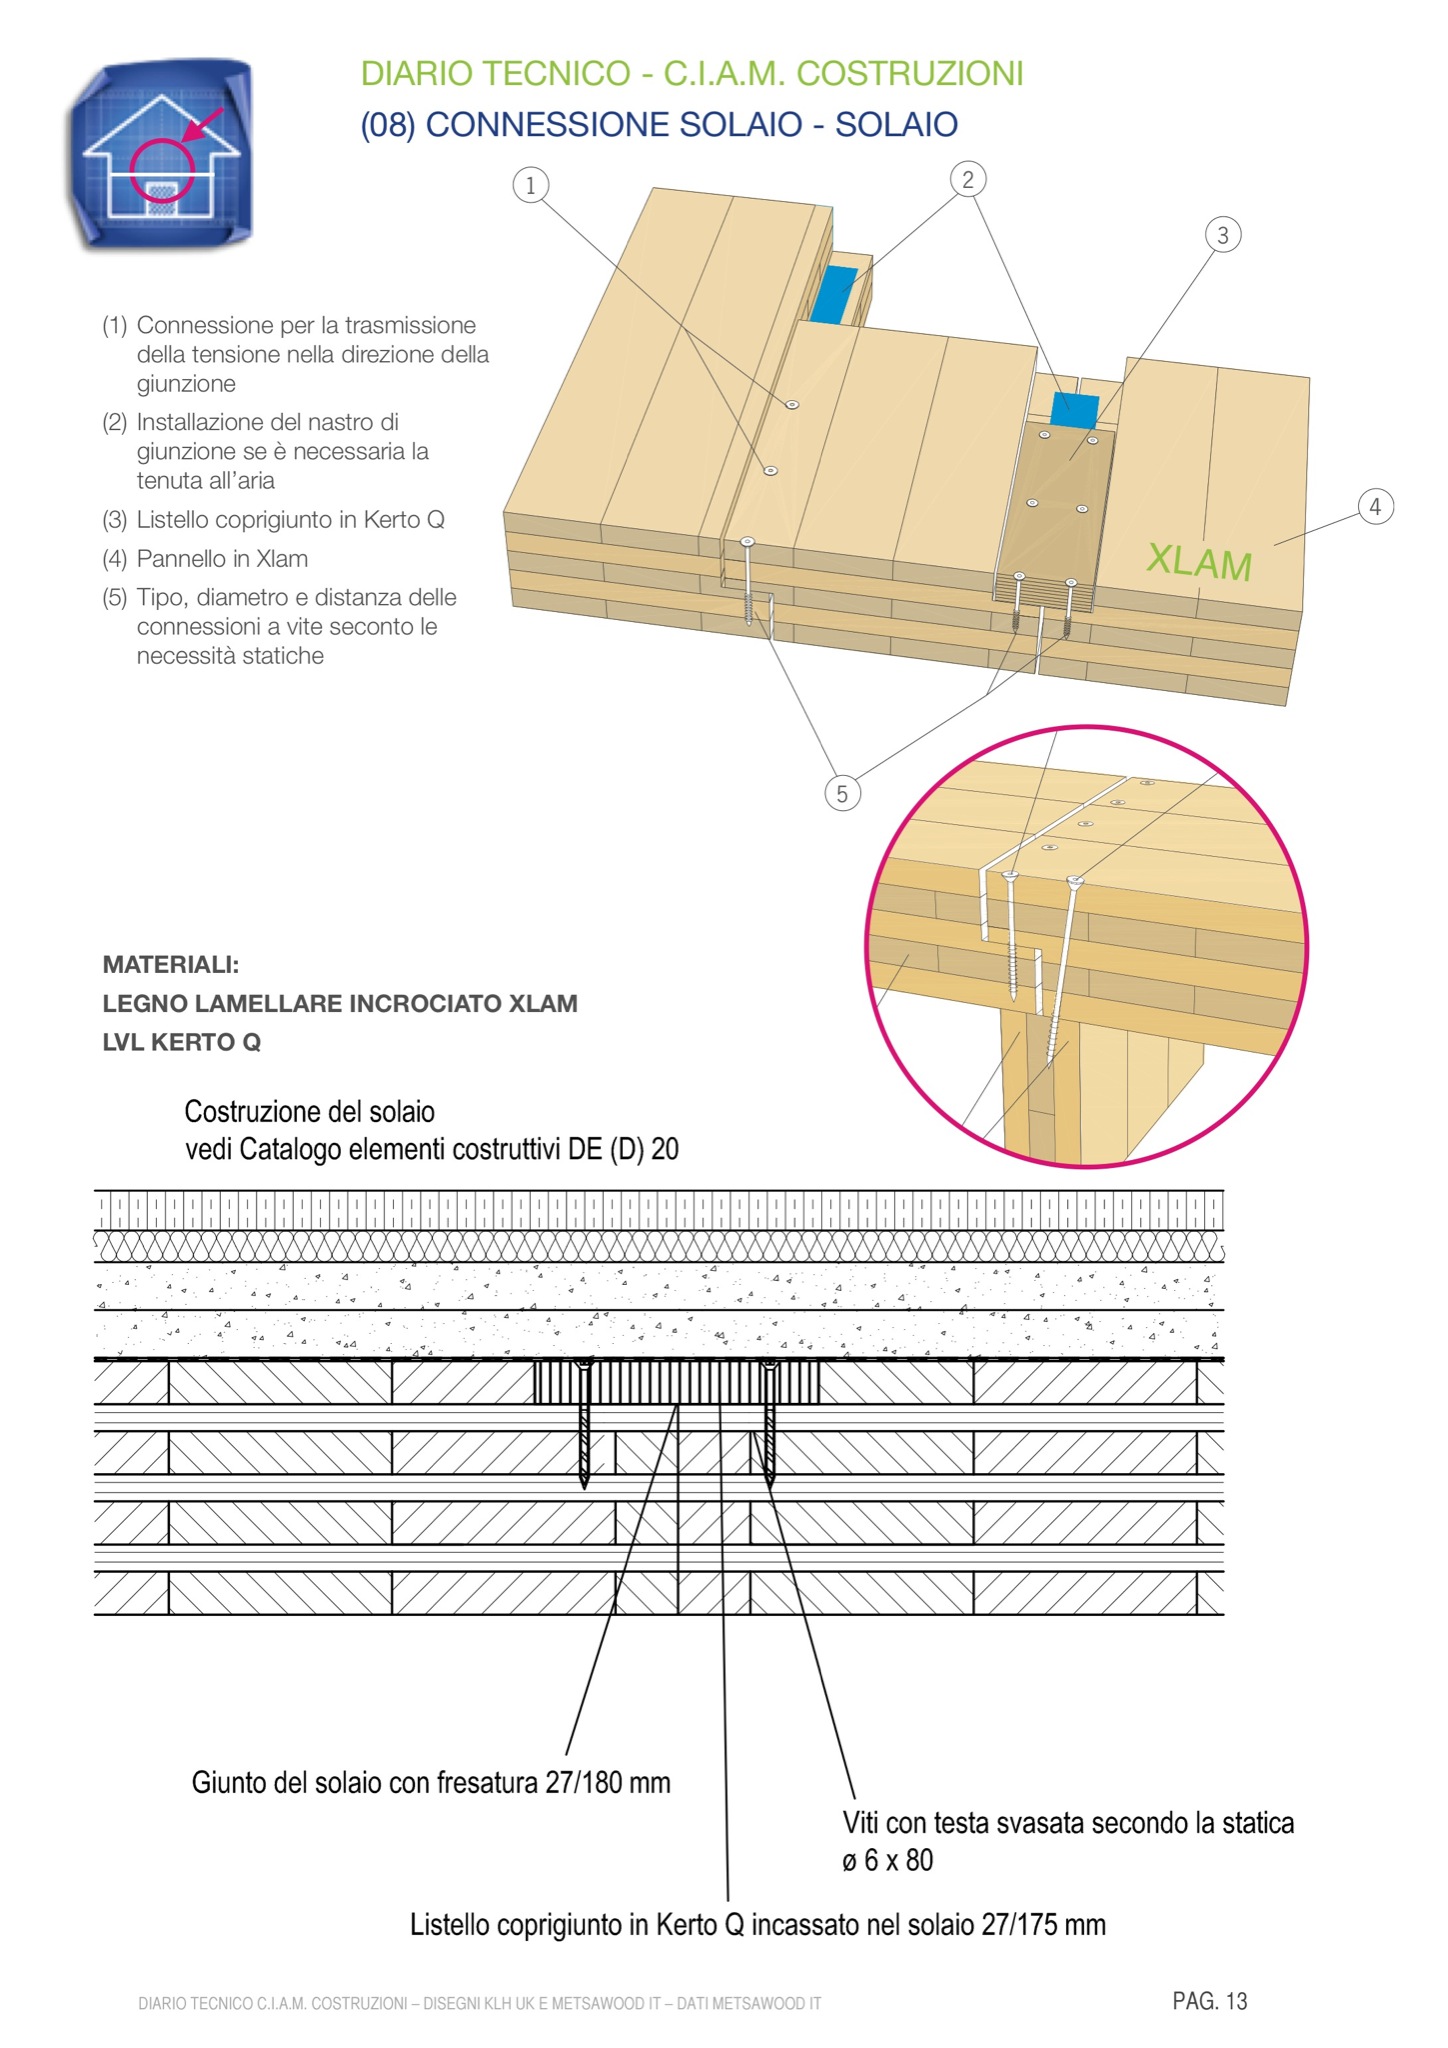 DIARIO TECNICO - C.I.A.M. COSTRUZIONI
(08) CONNESSIONE SOLAIO - SOLAIO
1
2
3
4
XLAM
5
(1) Connessione per la trasmissione
della tensione nella direzione della
giunzione
(2) Installazione del nastro di
giunzione se è necessaria la
tenuta all’aria
(3) Listello coprigiunto in Kerto Q
(4) Pannello in Xlam
(5) Tipo, diametro e distanza delle
connessioni a vite seconto le
necessità statiche
MATERIALI:
LEGNO LAMELLARE INCROCIATO XLAM
LVL KERTO Q
Costruzione del solaio
vedi Catalogo elementi costruttivi DE (D) 20
Giunto del solaio con fresatura 27/180 mm
Viti con testa svasata secondo la statica
ø 6 x 80
Listello coprigiunto in Kerto Q incassato nel solaio 27/175 mm
DIARIO TECNICO C.I.A.M. COSTRUZIONI – DISEGNI KLH UK E METSAWOOD IT – DATI METSAWOOD IT
PAG. 13